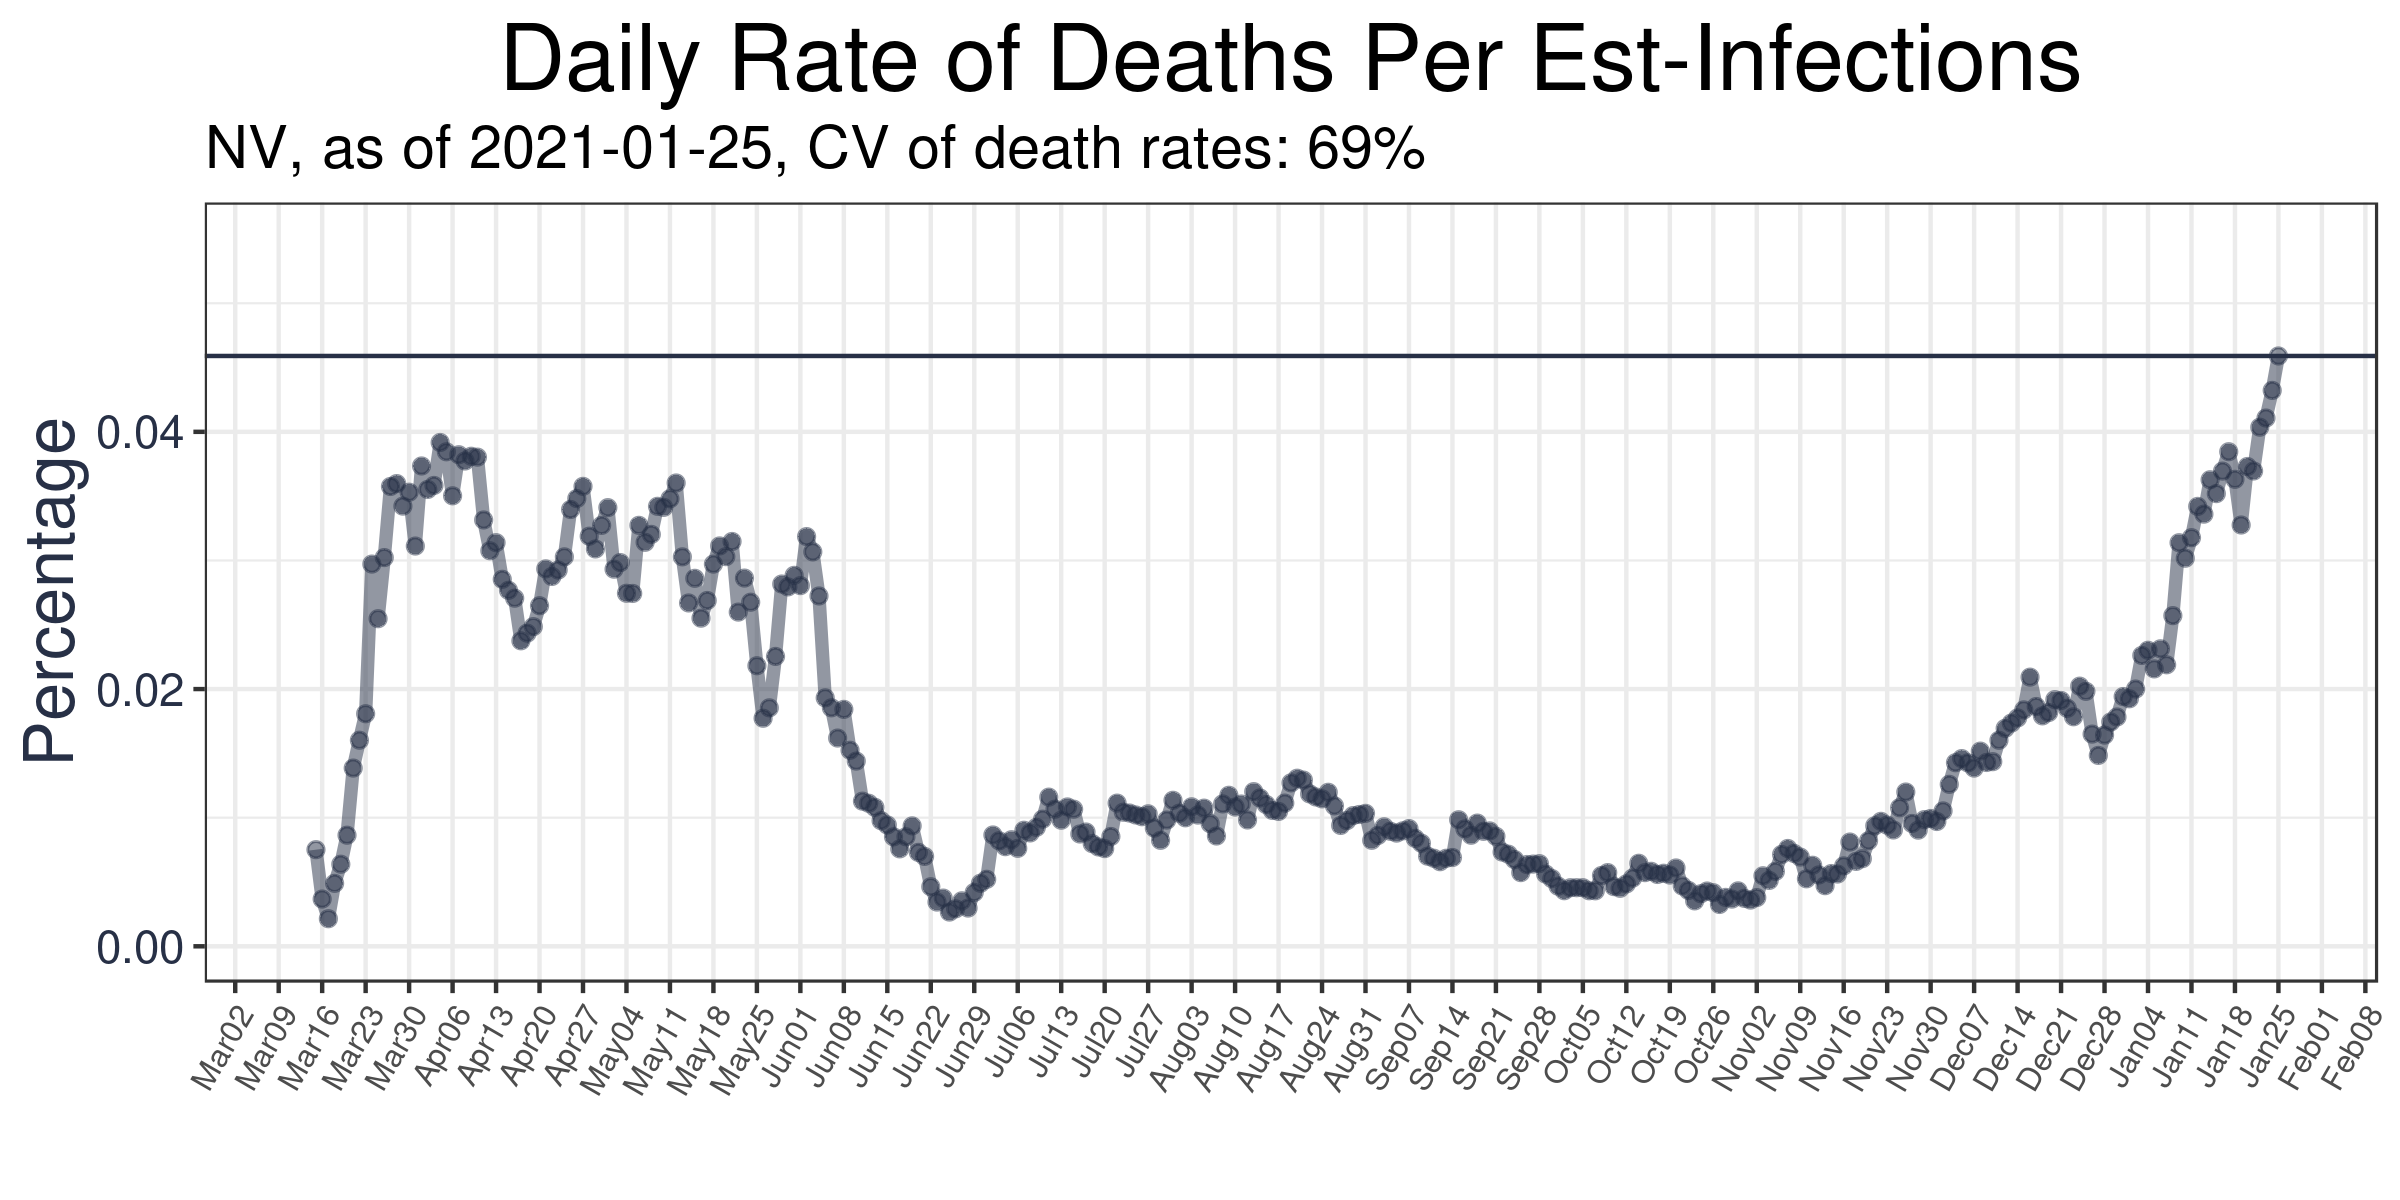 Daily Rate of Deaths Per Est-Infections
NV, as of 2021-01-25, CV of death rates: 69%
Percentage
0.04
0.02
0.00
Mar02
Mar09
Mar16
Mar23
Mar30
Apr06
Apr13
Apr20
Apr27
May04
May11
May18
May25
Jun01
Jun08
Jun15
Jun22
Jun29
Jul06
Jul13
Jul20
Jul27
Aug03
Aug10
Aug17
Aug24
Aug31
Sep07
Sep14
Sep21
Sep28
Oct05
Oct12
Oct19
Oct26
Nov02
Nov09
Nov16
Nov23
Nov30
Dec07
Dec14
Dec21
Dec28
Jan04
Jan11
Jan18
Jan25
Feb01
Feb08